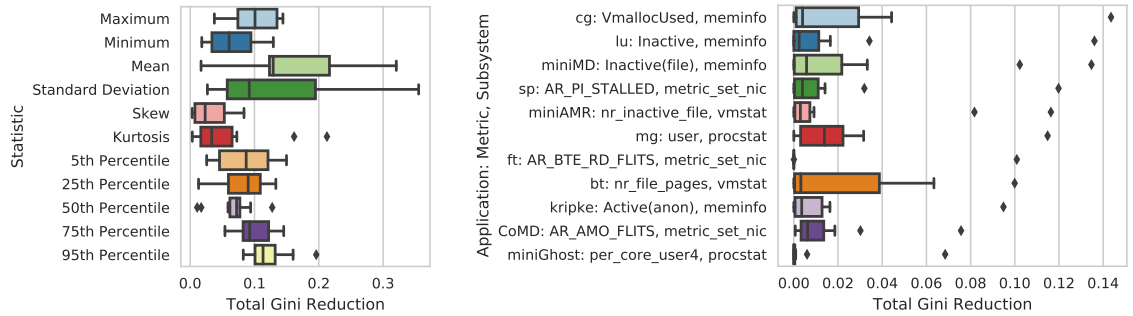 Statistic
Maximum
Minimum
Mean
Standard Deviation
Skew
Kurtosis
5th Percentile
25th Percentile
50th Percentile
75th Percentile
95th Percentile
0.0 0.1 0.2 0.3
Total Gini Reduction
Application: Metric, Subsystem
cg: VmallocUsed, meminfo
lu: Inactive, meminfo
miniMD: Inactive(file), meminfo
sp: AR_PI_STALLED, metric_set_nic
miniAMR: nr_inactive_file, vmstat
mg: user, procstat
ft: AR_BTE_RD_FLITS, metric_set_nic
bt: nr_file_pages, vmstat
kripke: Active(anon), meminfo
CoMD: AR_AMO_FLITS, metric_set_nic
miniGhost: per_core_user4, procstat
0.00 0.02 0.04 0.06 0.08 0.10 0.12 0.14
Total Gini Reduction